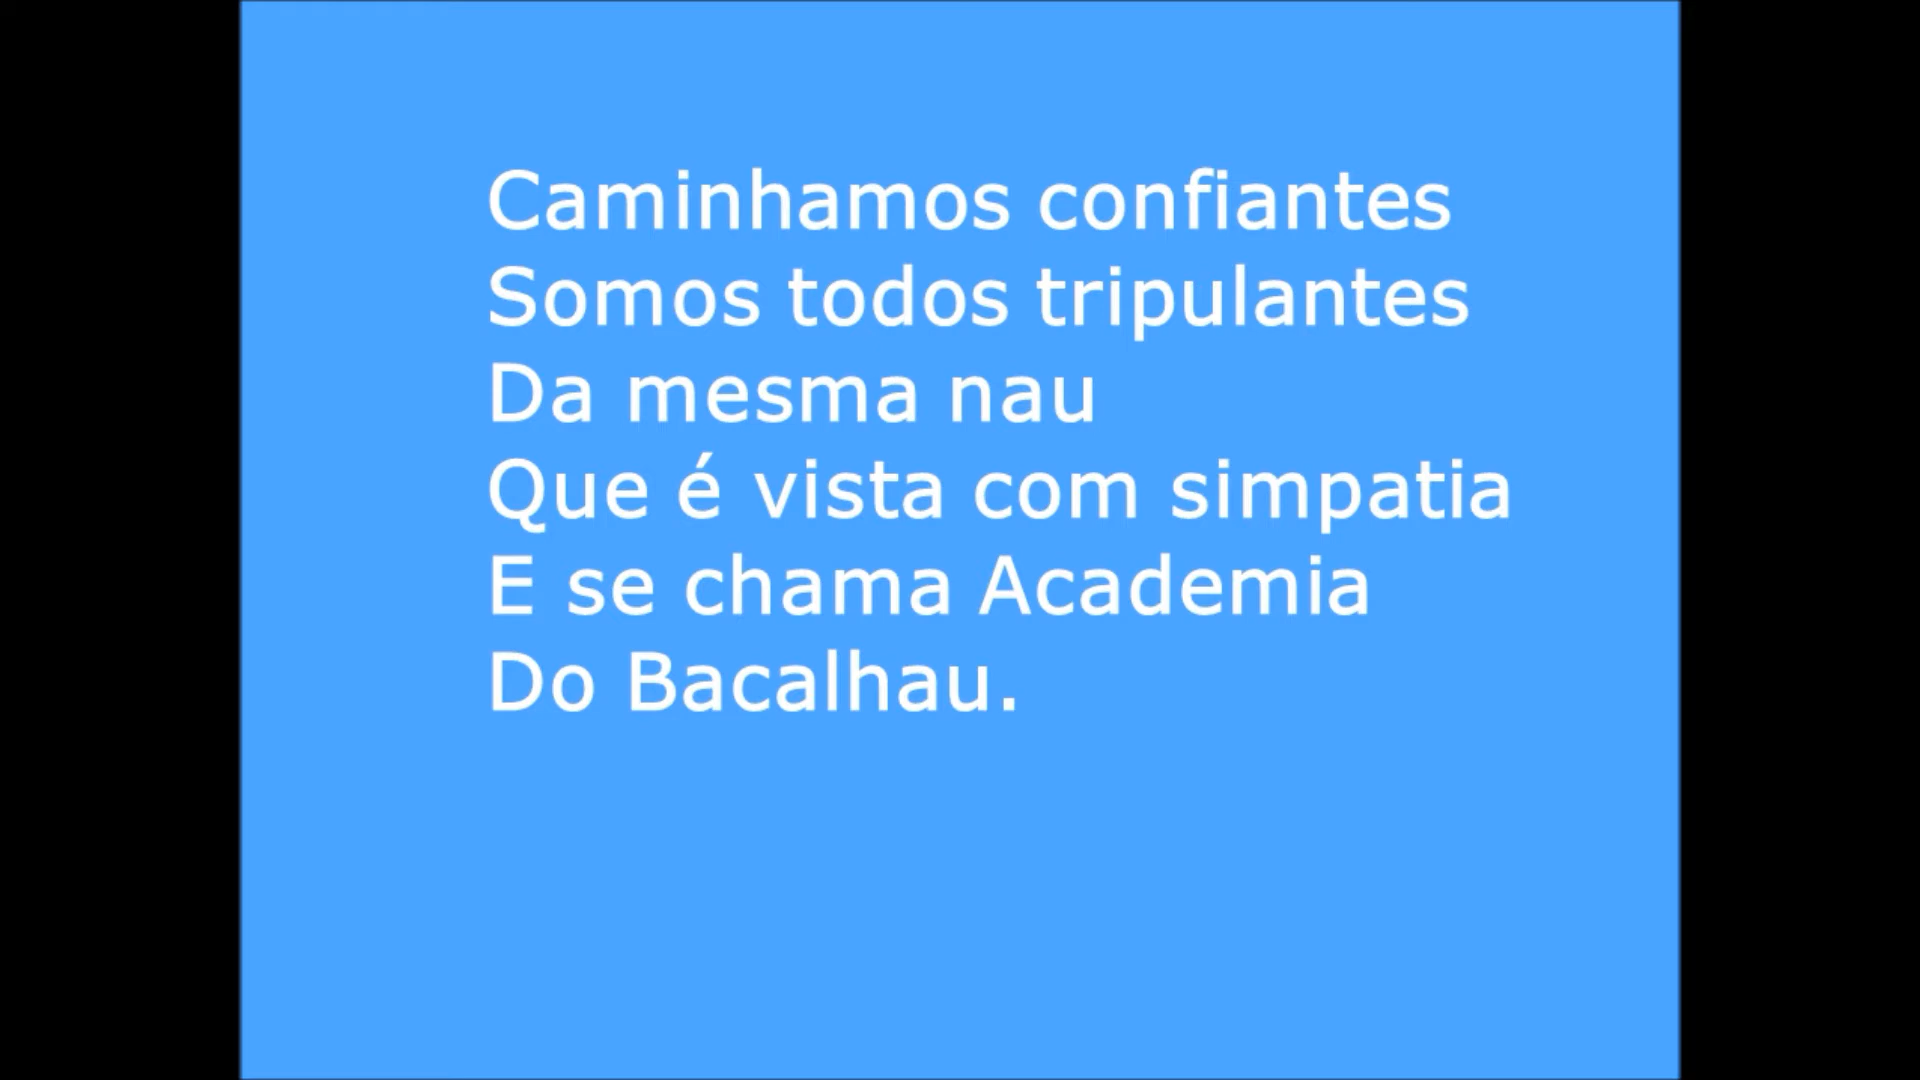 Caminhamos confiantes
Somos todos tripulantes
Da mesma nau
Que é vista com simpatia
E se chama Academia
Do Bacalhau.